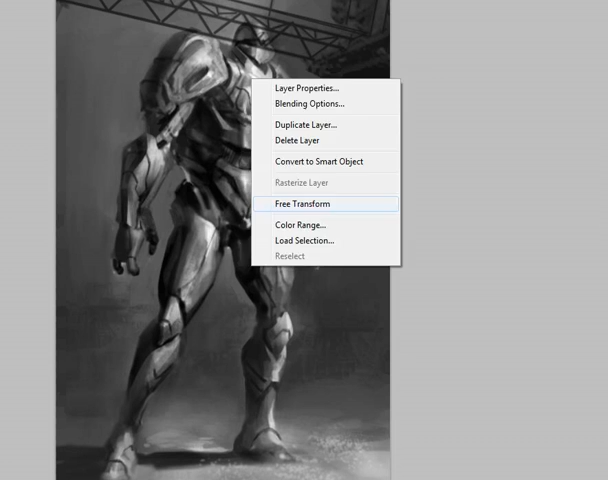 Layer Properties...
Blending Options...
Duplicate Layer...
Delete Layer
Convert to Smart Object
Rasterize Layer
Free Transform
Color Range...
Load Selection...
Reselect